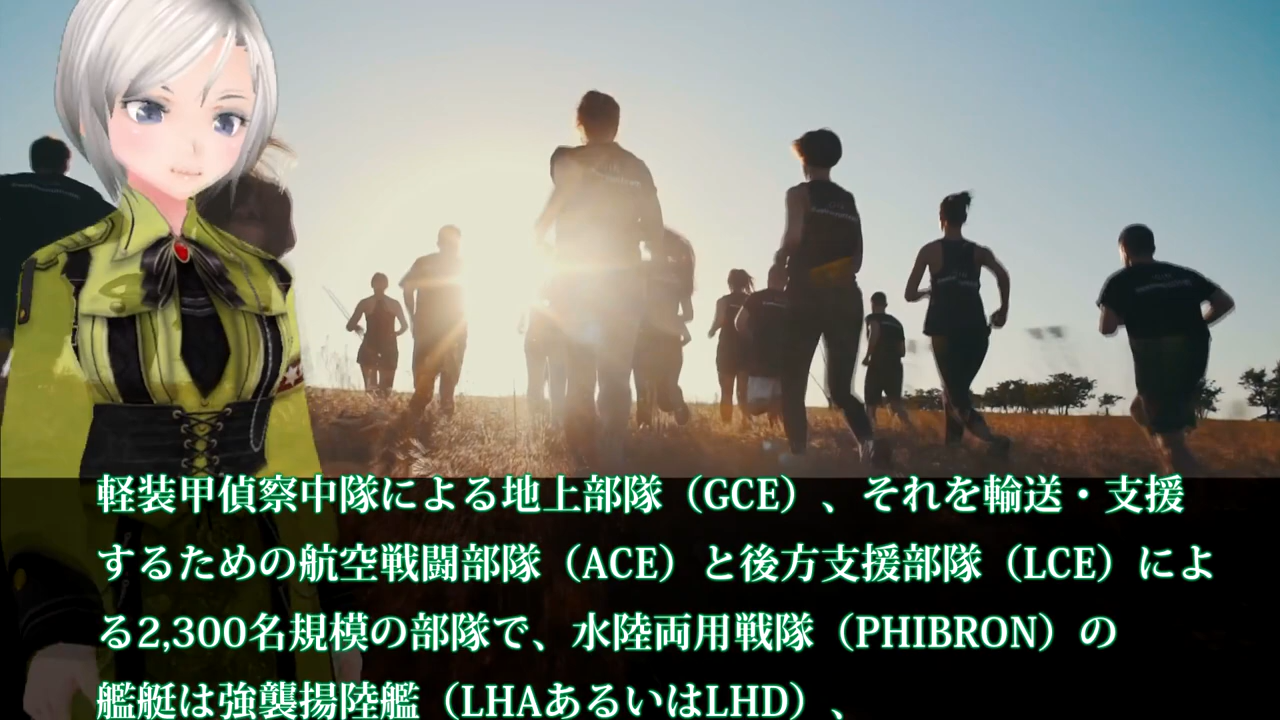 軽装甲偵察中隊による地上部隊（GCE）、それを輸送・支援
するための航空戦闘部隊（ACE）と後方支援部隊（LCE）によ
る2,300名規模の部隊で、水陸両用戦隊（PHIBRON）の
艦艇は強襲揚陸艦（LHAあるいはLHD）、